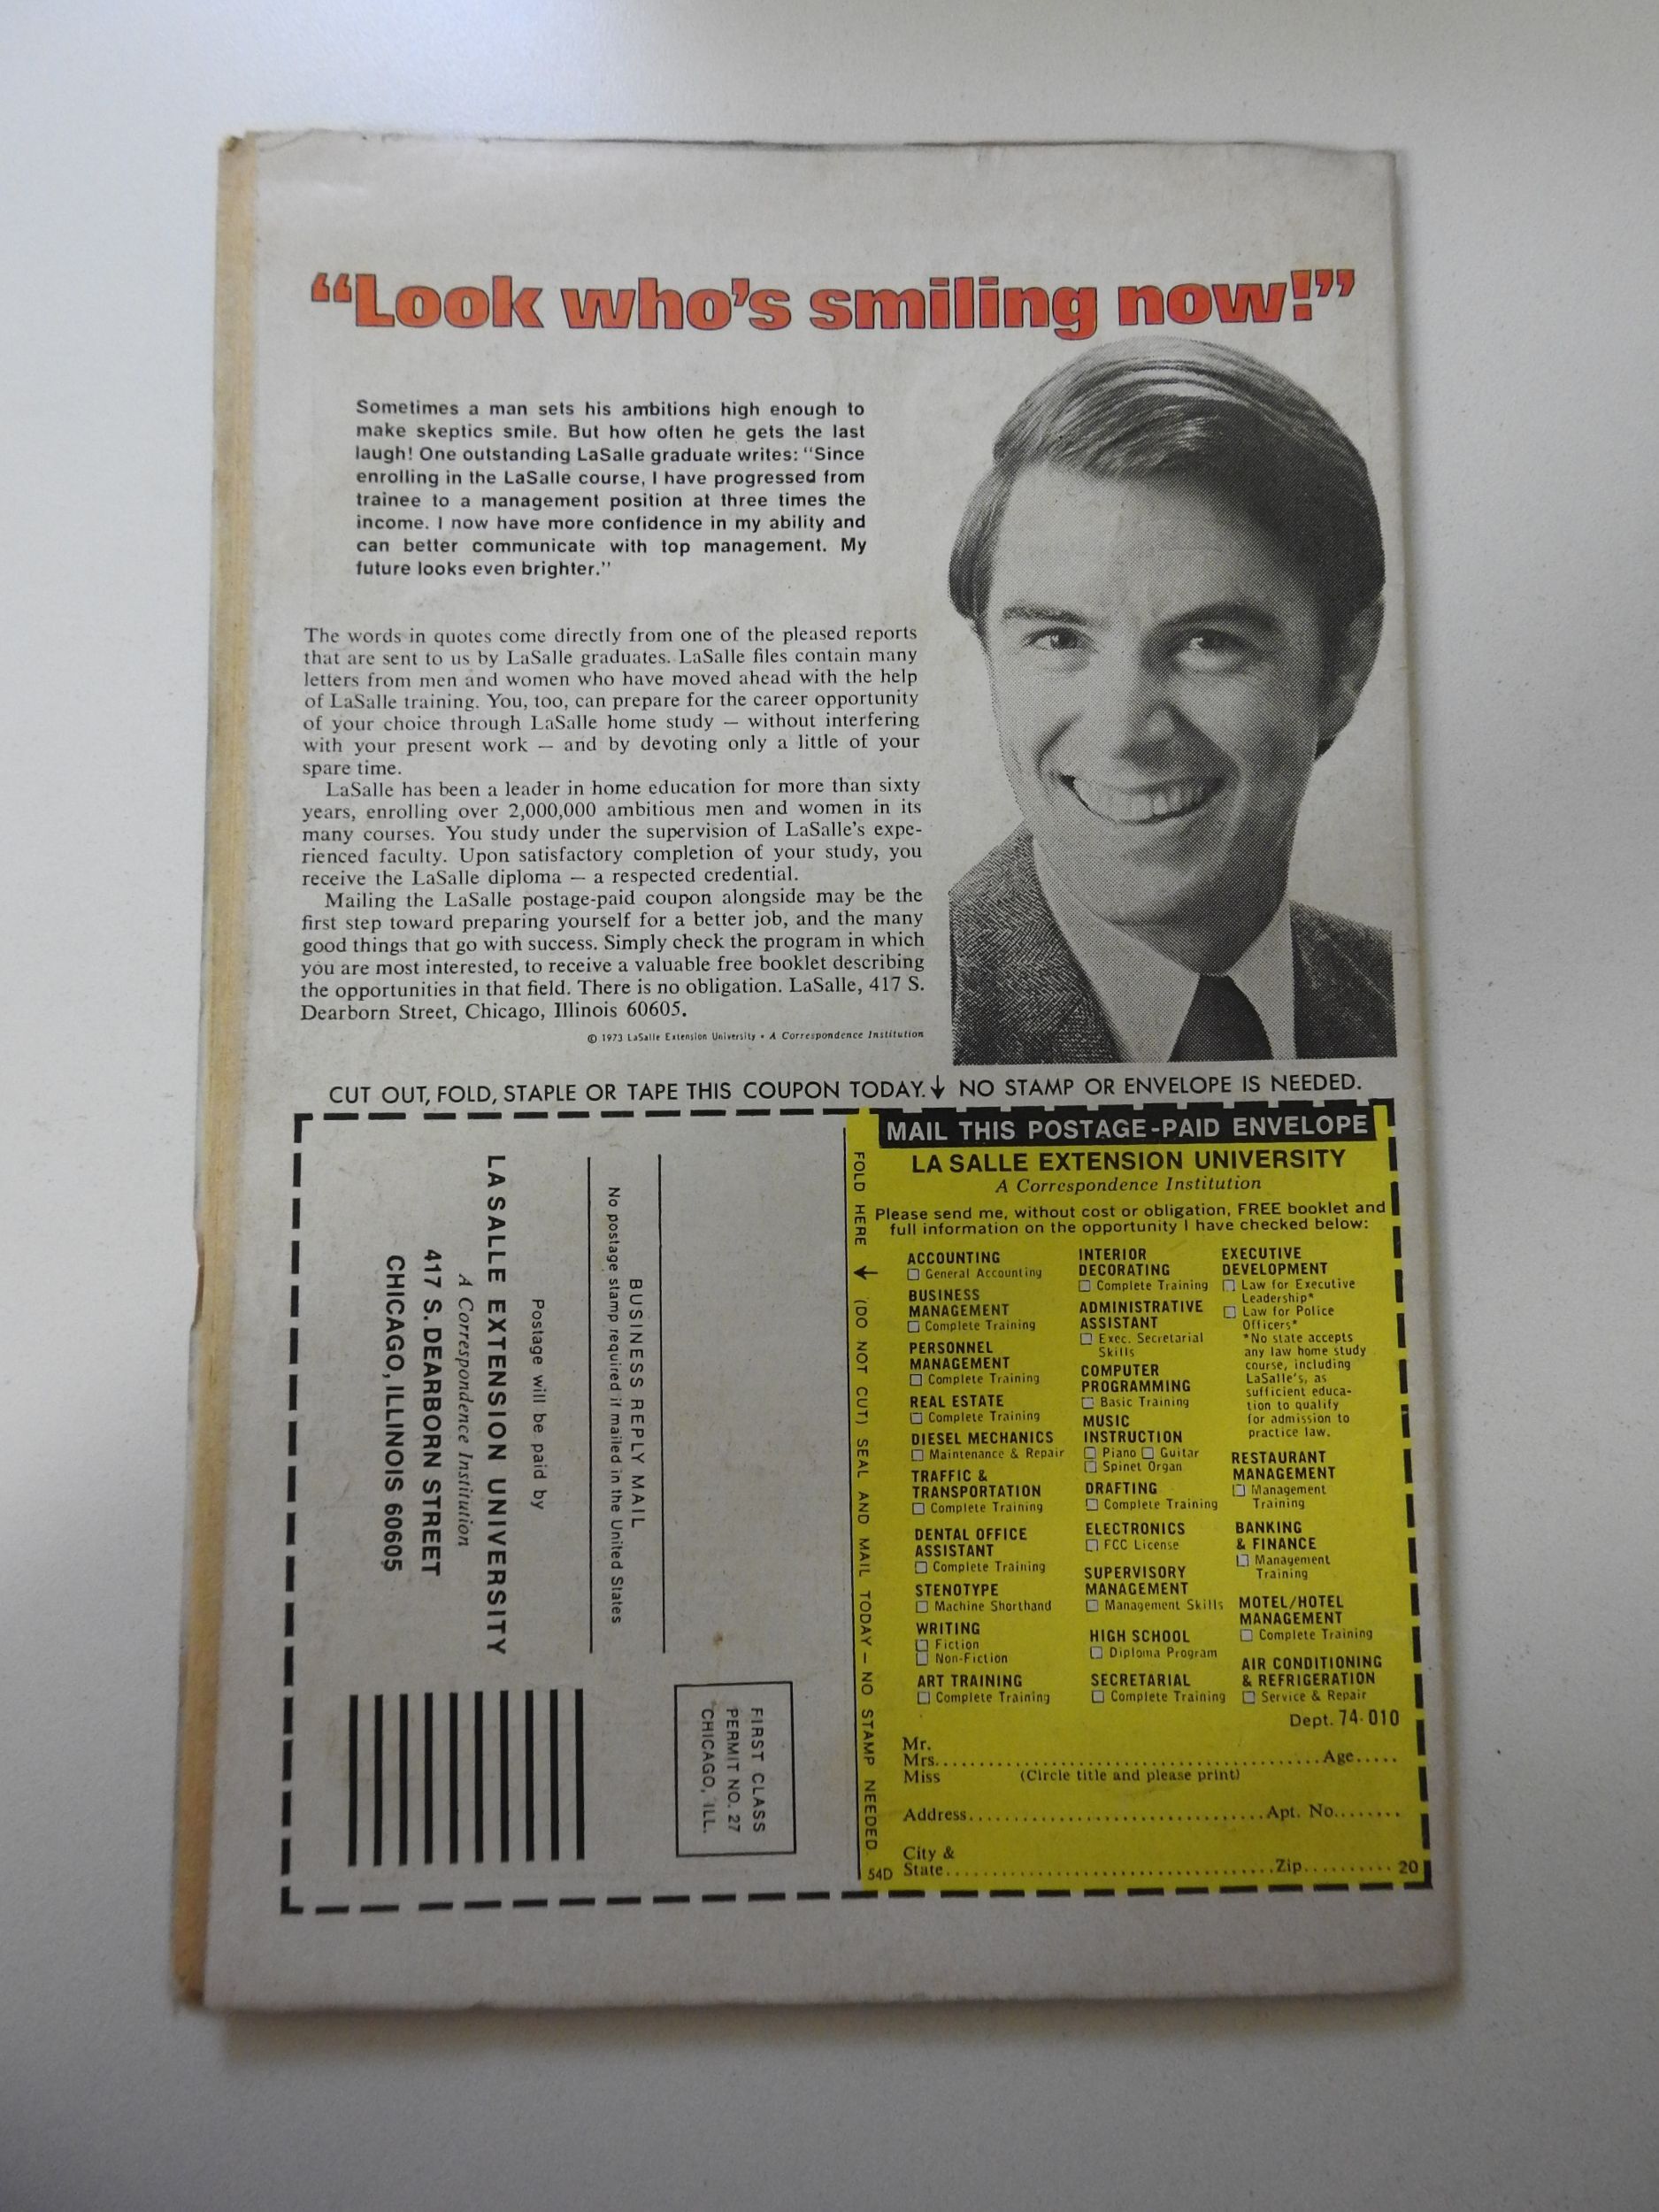 “Look who’s smiling now!”
Sometimes a man sets his ambitions high enough to
make skeptics smile. But how often he gets the last
laugh! One outstanding LaSalle graduate writes: “Since
enrolling in the LaSalle course, I have progressed from
trainee to a management position at three times the
income. I now have more confidence in my ability and
can better communicate with top management. My
future looks even brighter.”
The words in quotes come directly from one of the pleased reports
that are sent to us by LaSalle graduates. LaSalle files contain many
letters from men and women who have moved ahead with the help
of LaSalle training. You, too, can prepare for the career opportunity
of your choice through LaSalle home study — without interfering
with your present work — and by devoting only a little of your
spare time.
LaSalle has been a leader in home education for more than sixty
years, enrolling over 2,000,000 ambitious men and women in its
many courses. You study under the supervision of LaSalle’s expe-
rienced faculty. Upon satisfactory completion of your study, you
receive the LaSalle diploma — a respected credential.
Mailing the LaSalle postage-paid coupon alongside may be the
first step toward preparing yourself for a better job, and the many
good things that go with success. Simply check the program in which
you are most interested, to receive a valuable free booklet describing
the opportunities in that field. There is no obligation. LaSalle, 417 S.
Dearborn Street, Chicago, Illinois 60605.
© 1973 LaSalle Extension University • A Correspondence Institution
CUT OUT, FOLD, STAPLE OR TAPE THIS COUPON TODAY. ↓ NO STAMP OR ENVELOPE IS NEEDED.
FIRST CLASS
PERMIT NO. 27
CHICAGO, ILL.
BUSINESS REPLY MAIL
No postage stamp required if mailed in the United States
Postage will be paid by
LA SALLE EXTENSION UNIVERSITY
A Correspondence Institution
417 S. DEARBORN STREET
CHICAGO, ILLINOIS 60605
FOLD HERE ↓ (DO NOT CUT) SEAL AND MAIL TODAY — NO STAMP NEEDED.
MAIL THIS POSTAGE-PAID ENVELOPE
LA SALLE EXTENSION UNIVERSITY
A Correspondence Institution
Please send me, without cost or obligation, FREE booklet and
full information on the opportunity I have checked below:
ACCOUNTING
☐ General Accounting
BUSINESS
MANAGEMENT
☐ Complete Training
PERSONNEL
MANAGEMENT
☐ Complete Training
REAL ESTATE
☐ Complete Training
DIESEL MECHANICS
☐ Maintenance & Repair
TRAFFIC &
TRANSPORTATION
☐ Complete Training
DENTAL OFFICE
ASSISTANT
☐ Complete Training
STENOTYPE
☐ Machine Shorthand
WRITING
☐ Fiction
☐ Non-Fiction
ART TRAINING
☐ Complete Training
INTERIOR
DECORATING
☐ Complete Training
ADMINISTRATIVE
ASSISTANT
☐ Exec. Secretarial
Skills
COMPUTER
PROGRAMMING
☐ Basic Training
MUSIC
INSTRUCTION
☐ Piano ☐ Guitar
☐ Spinet Organ
DRAFTING
☐ Complete Training
ELECTRONICS
☐ FCC License
SUPERVISORY
MANAGEMENT
☐ Management Skills
HIGH SCHOOL
☐ Diploma Program
SECRETARIAL
☐ Complete Training
EXECUTIVE
DEVELOPMENT
☐ Law for Executive
Leadership*
☐ Law for Police
Officers*
*No state accepts
any law home study
course, including
LaSalle’s, as
sufficient educa-
tion to qualify
for admission to
practice law.
RESTAURANT
MANAGEMENT
☐ Management
Training
BANKING
& FINANCE
☐ Management
Training
MOTEL/HOTEL
MANAGEMENT
☐ Complete Training
AIR CONDITIONING
& REFRIGERATION
☐ Service & Repair
Dept. 74-010
Mr.
Mrs. Age
Miss (Circle title and please print)
Address Apt. No.
City &
State Zip 20
54D